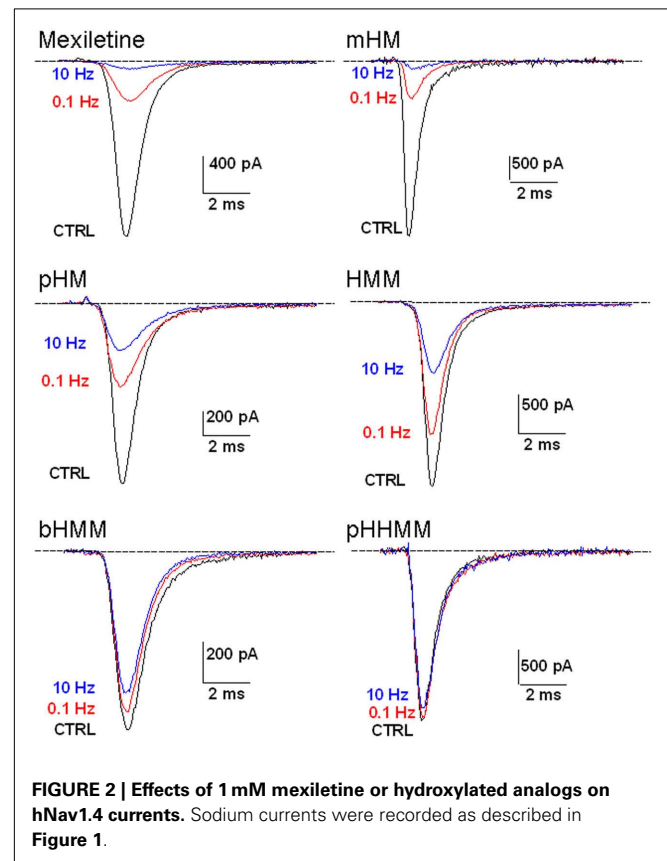 Mexiletine
10 Hz
0.1 Hz
400 pA
2 ms
CTRL
mHM
10 Hz
0.1 Hz
500 pA
2 ms
CTRL
pHM
10 Hz
0.1 Hz
200 pA
2 ms
CTRL
HMM
10 Hz
0.1 Hz
500 pA
2 ms
CTRL
bHMM
200 pA
2 ms
10 Hz
0.1 Hz
CTRL
pHHMM
500 pA
2 ms
10 Hz
0.1 Hz
CTRL
FIGURE 2 | Effects of 1 mM mexiletine or hydroxylated analogs on
hNav1.4 currents. Sodium currents were recorded as described in
Figure 1.